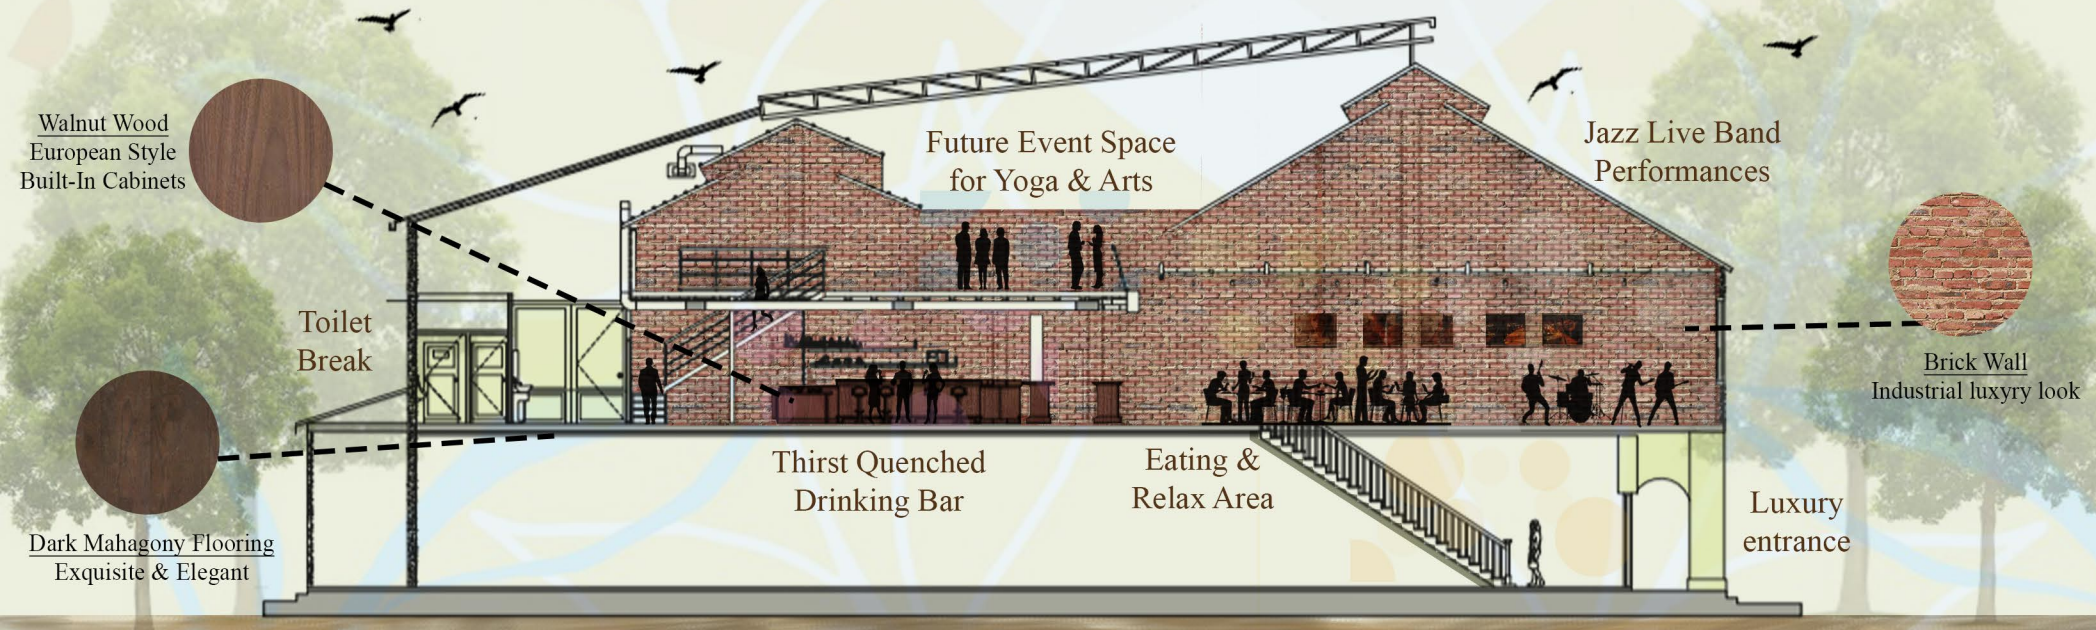 Walnut Wood
European Style
Built-In Cabinets
Future Event Space
for Yoga & Arts
Jazz Live Band
Performances
Toilet
Break
Brick Wall
Industrial luxyry look
Thirst Quenched
Drinking Bar
Eating &
Relax Area
Luxury
entrance
Dark Mahagony Flooring
Exquisite & Elegant